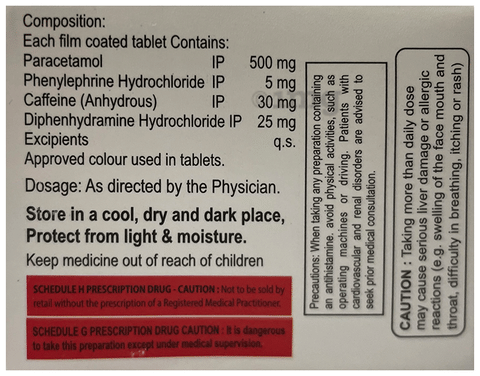 Composition:
Each film coated tablet Contains:
Paracetamol IP 500 mg
Phenylephrine Hydrochloride IP 5 mg
Caffeine (Anhydrous) IP 30 mg
Diphenhydramine Hydrochloride IP 25 mg
Excipients q.s.
Approved colour used in tablets.
Dosage: As directed by the Physician.
Store in a cool, dry and dark place,
Protect from light & moisture.
Keep medicine out of reach of children
SCHEDULE H PRESCRIPTION DRUG - CAUTION : Not to be sold by
retail without the prescription of a Registered Medical Practitioner.
SCHEDULE G PRESCRIPTION DRUG CAUTION : It is dangerous
to take this preparation except under medical supervision.
Precautions: When taking any preparation containing
an antihistamine, avoid physical activities, such as
operating machines or driving. Patients with
cardiovascular and renal disorders are advised to
seek prior medical consultation.
CAUTION : Taking more than daily dose
may cause serious liver damage or allergic
reactions (e.g. swelling of the face mouth and
throat, difficulty in breathing, itching or rash)